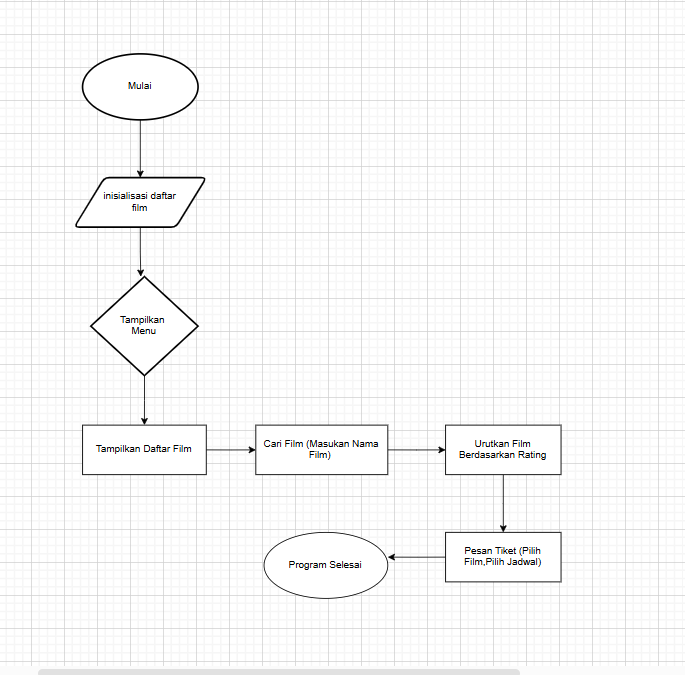 Mulai
inisialisasi daftar
film
Tampilkan
Menu
Tampilkan Daftar Film
Cari Film (Masukan Nama
Film)
Urutkan Film
Berdasarkan Rating
Pesan Tiket (Pilih
Film,Pilih Jadwal)
Program Selesai